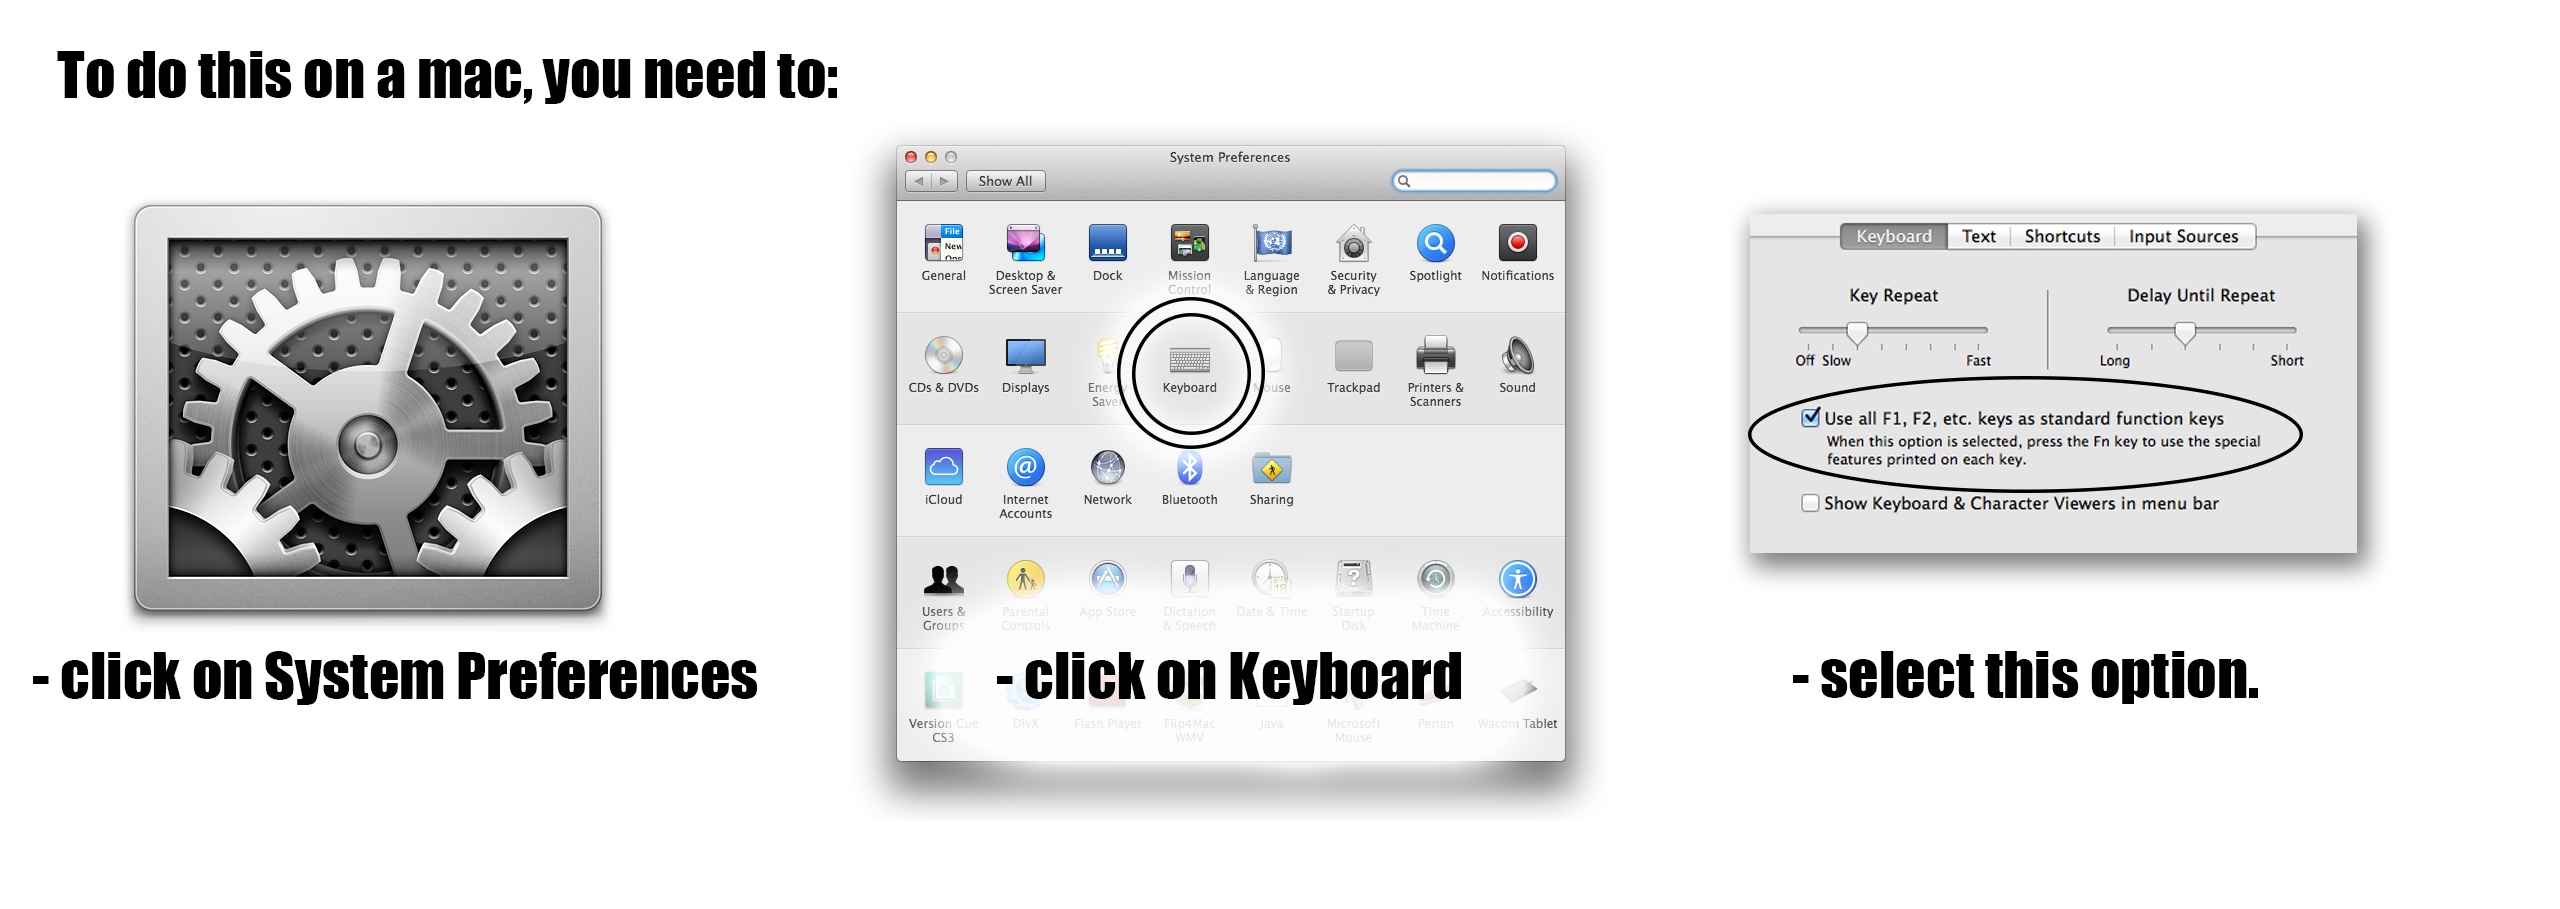 To do this on a mac, you need to:
System Preferences
Show All
File
New
General
Desktop &
Screen Saver
Dock
Mission
Control
Language
& Region
Security
& Privacy
Spotlight
Notifications
CDs & DVDs
Displays
Energy
Saver
Keyboard
Mouse
Trackpad
Printers &
Scanners
Sound
iCloud
Internet
Accounts
Network
Bluetooth
Sharing
Users &
Groups
Parental
Controls
App Store
Dictation
& Speech
18
Date & Time
Startup
Disk
Time
Machine
Accessibility
Version Cue
CS3
DivX
Flash Player
Flip4Mac
WMV
Java
Microsoft
Mouse
Perian
Wacom Tablet
Keyboard Text Shortcuts Input Sources
Key Repeat
Delay Until Repeat
Off Slow Fast
Long Short
Use all F1, F2, etc. keys as standard function keys
When this option is selected, press the Fn key to use the special
features printed on each key.
Show Keyboard & Character Viewers in menu bar
- click on System Preferences
- click on Keyboard
- select this option.